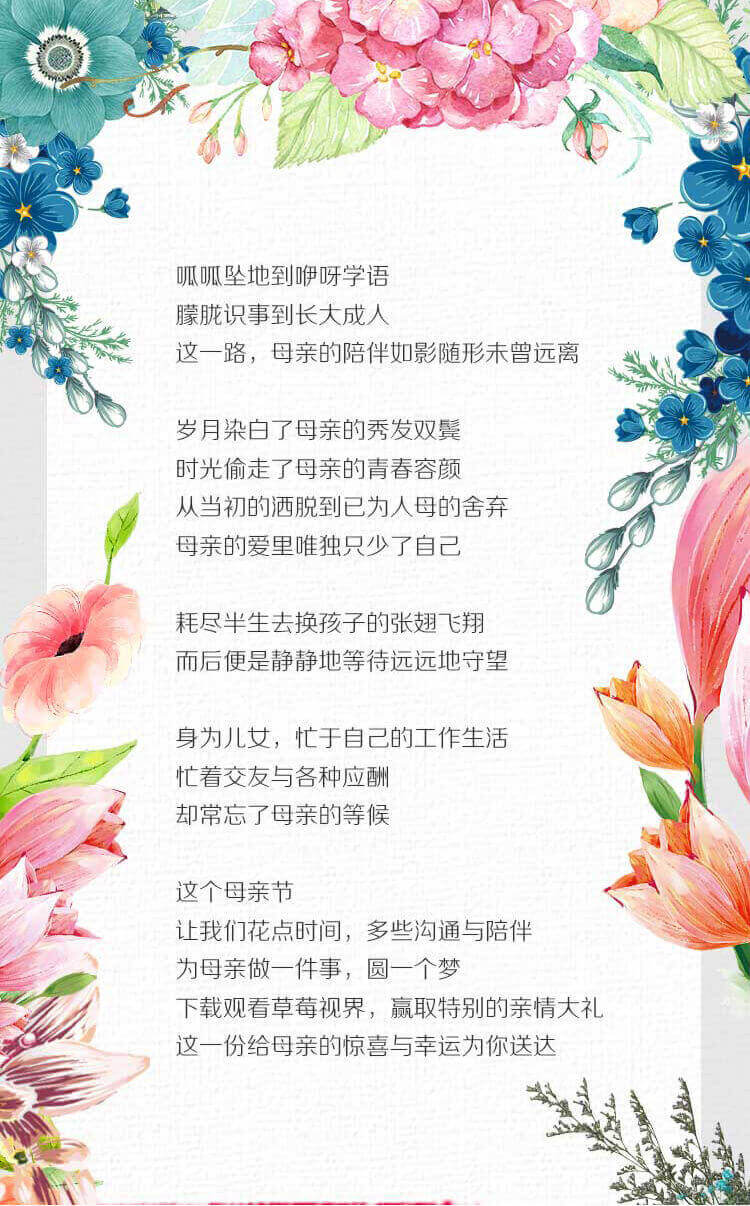 呱呱坠地到咿呀学语
朦胧识事到长大成人
这一路，母亲的陪伴如影随形未曾远离
岁月染白了母亲的秀发双鬓
时光偷走了母亲的青春容颜
从当初的洒脱到已为人母的舍弃
母亲的爱里唯独只少了自己
耗尽半生去换孩子的张翅飞翔
而后便是静静地等待远远地守望
身为儿女，忙于自己的工作生活
忙着交友与各种应酬
却常忘了母亲的等候
这个母亲节
让我们花点时间，多些沟通与陪伴
为母亲做一件事，圆一个梦
下载观看草莓视界，赢取特别的亲情大礼
这一份给母亲的惊喜与幸运为你送达